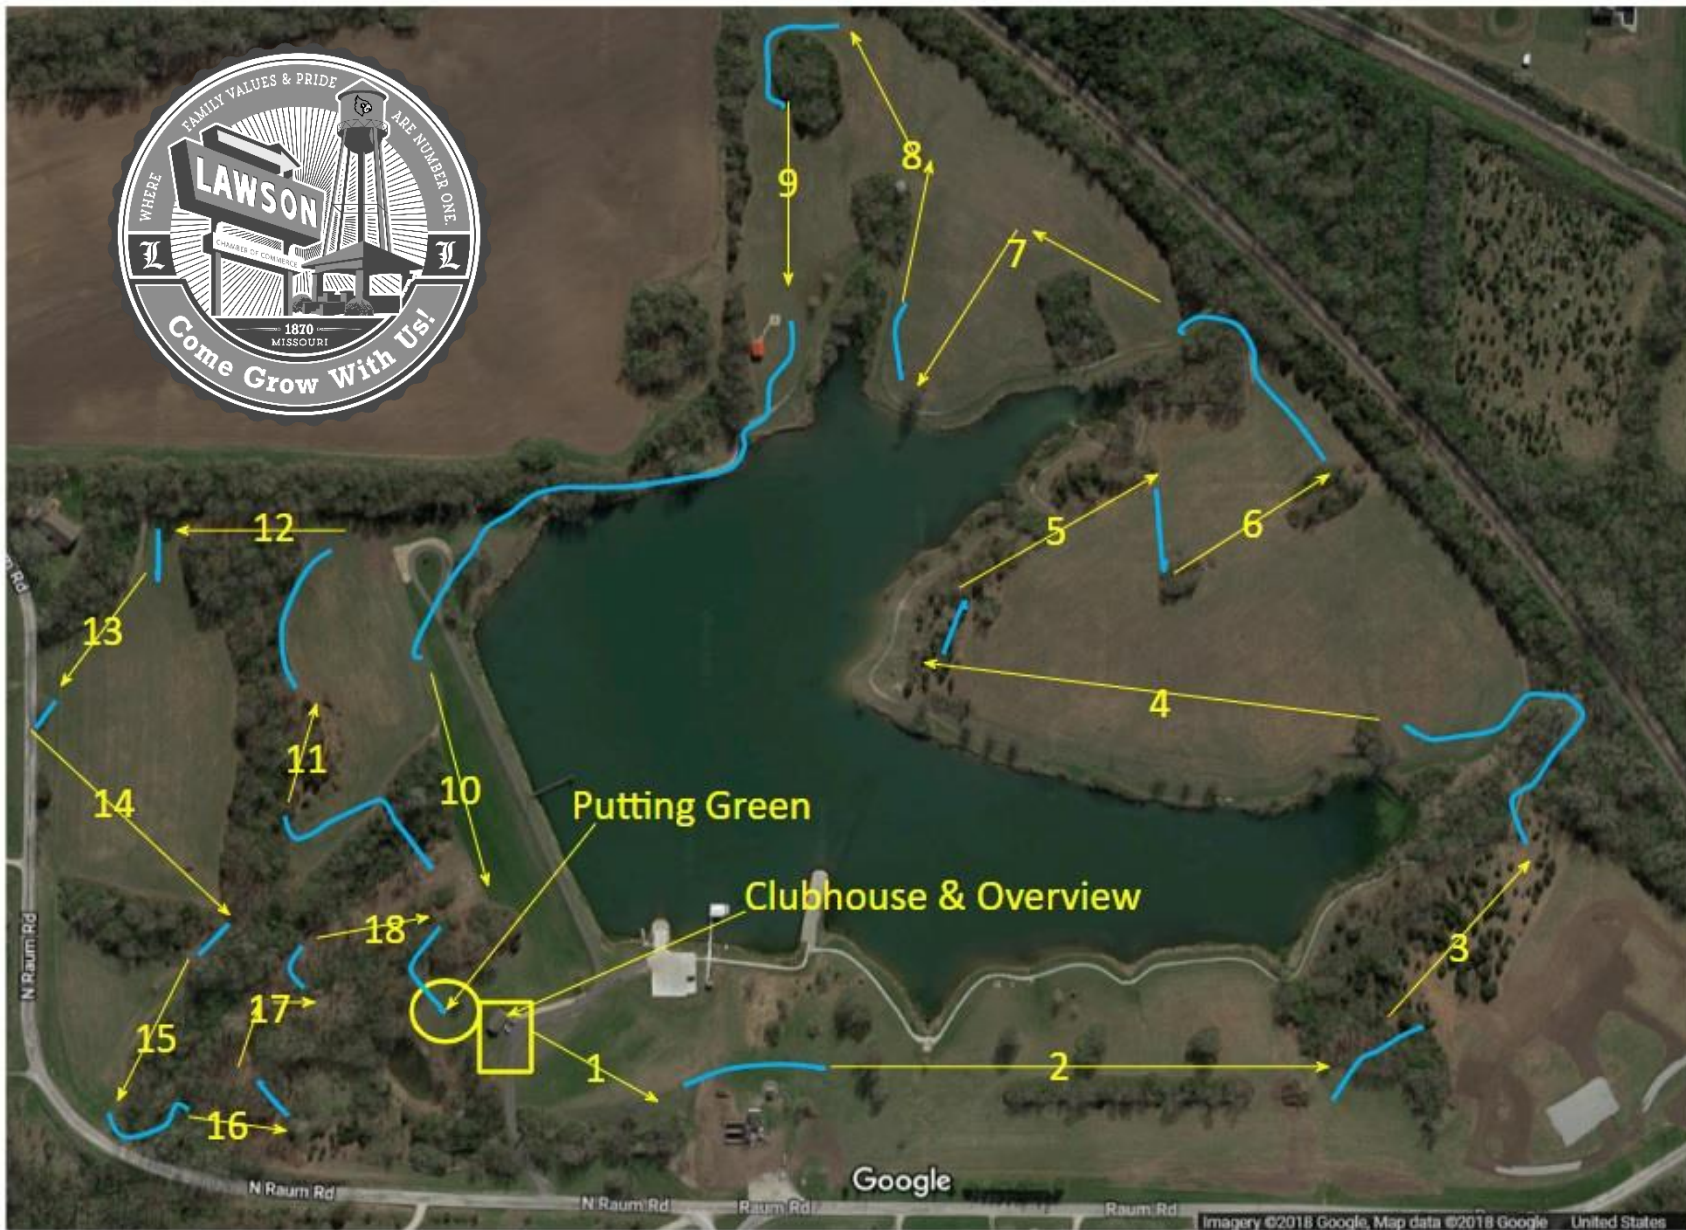 WHERE FAMILY VALUES & PRIDE ARE NUMBER ONE.
LAWSON
CHAMBER OF COMMERCE
L
L
1870
MISSOURI
Come Grow With Us!
8
9
7
12
5
6
13
4
11
10
14
Putting Green
Clubhouse & Overview
18
3
17
15
1
2
16
N Raum Rd
Google
N Raum Rd
N Raum Rd
Raum Rd
Raum Rd
Imagery ©2018 Google, Map data ©2018 Google United States